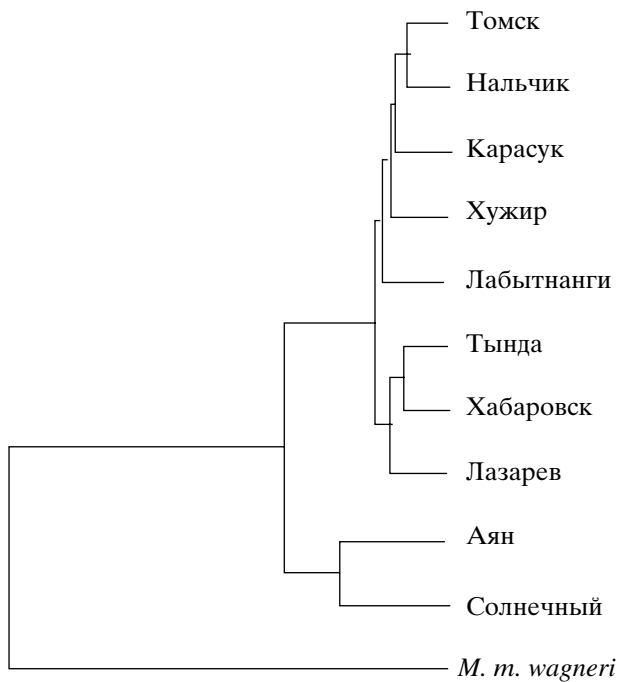 Томск
Нальчик
Карасук
Хужир
Лабытнанги
Тында
Хабаровск
Лазарев
Аян
Солнечный
M. m. wagneri